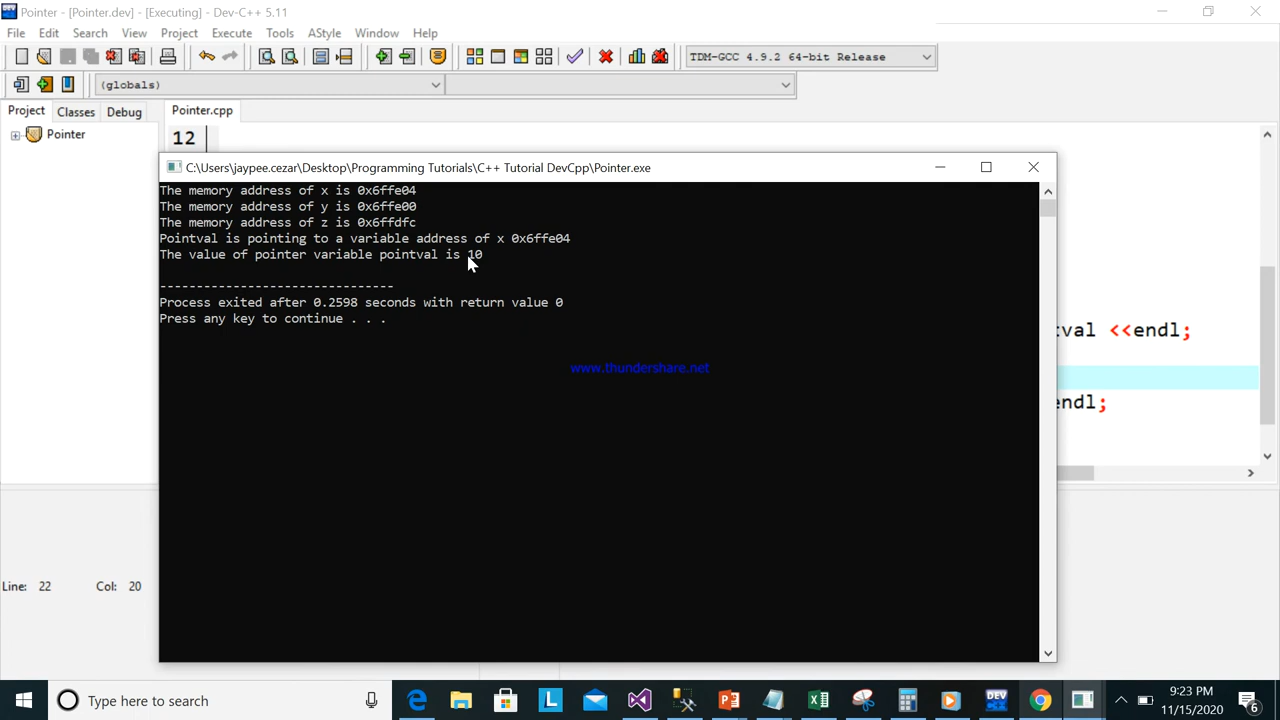 Pointer - [Pointer.dev] - [Executing] - Dev-C++ 5.11
File Edit Search View Project Execute Tools AStyle Window Help
TDM-GCC 4.9.2 64-bit Release
(globals)
Project Classes Debug Pointer.cpp
Pointer
12
C:\Users\jaypee.cezar\Desktop\Programming Tutorials\C++ Tutorial DevCpp\Pointer.exe
The memory address of x is 0x6ffe04
The memory address of y is 0x6ffe00
The memory address of z is 0x6ffdfc
Pointval is pointing to a variable address of x 0x6ffe04
The value of pointer variable pointval is 10
--------------------------------
Process exited after 0.2598 seconds with return value 0
Press any key to continue . . .
val <<endl;
www.thundershare.net
endl;
Line: 22 Col: 20
Type here to search
9:23 PM
11/15/2020
6